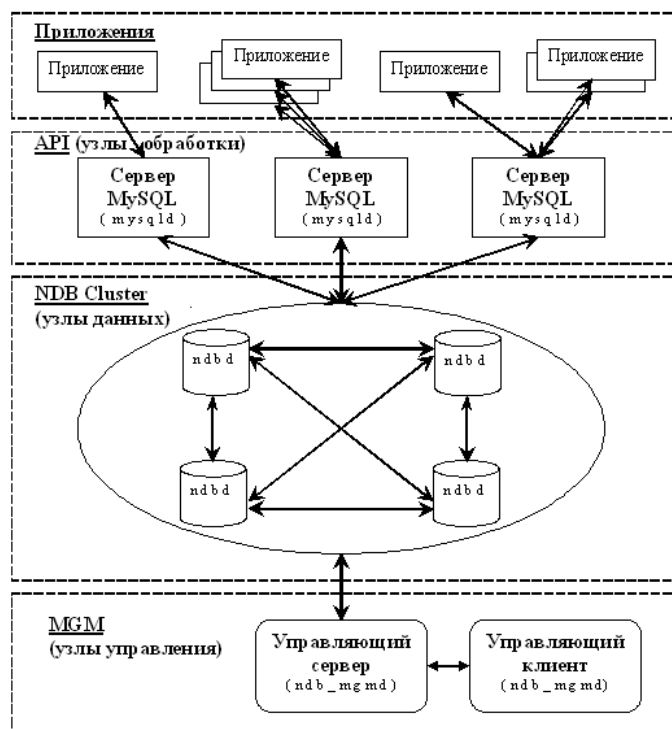 Приложения
Приложение
Приложение
Приложение
Приложение
API (узлы обработки)
Сервер
MySQL
(mysqld)
Сервер
MySQL
(mysqld)
Сервер
MySQL
(mysqld)
NDB Cluster
(узлы данных)
ndbd
ndbd
ndbd
ndbd
MGM
(узлы управления)
Управляющий
сервер
(ndb_mgmd)
Управляющий
клиент
(ndb_mgmd)